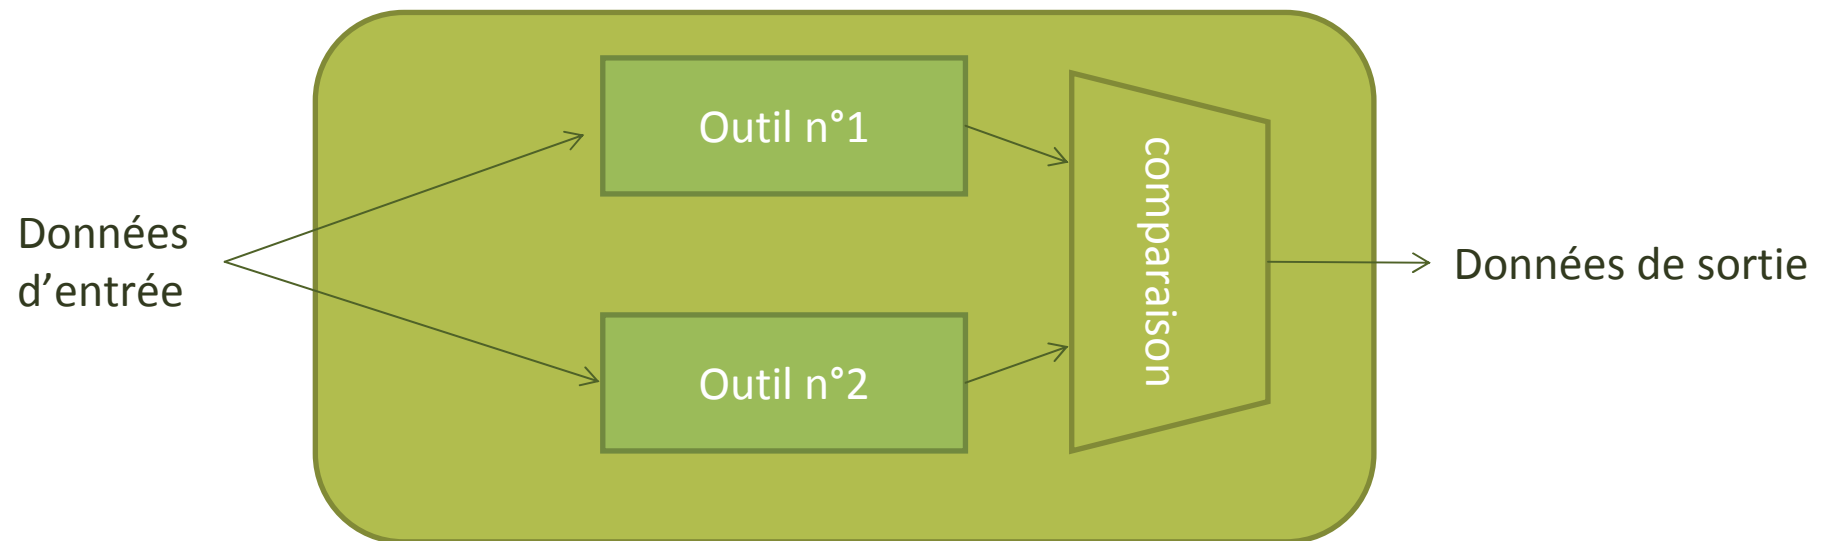 Données
d’entrée
Outil n°1
Outil n°2
comparaison
Données de sortie